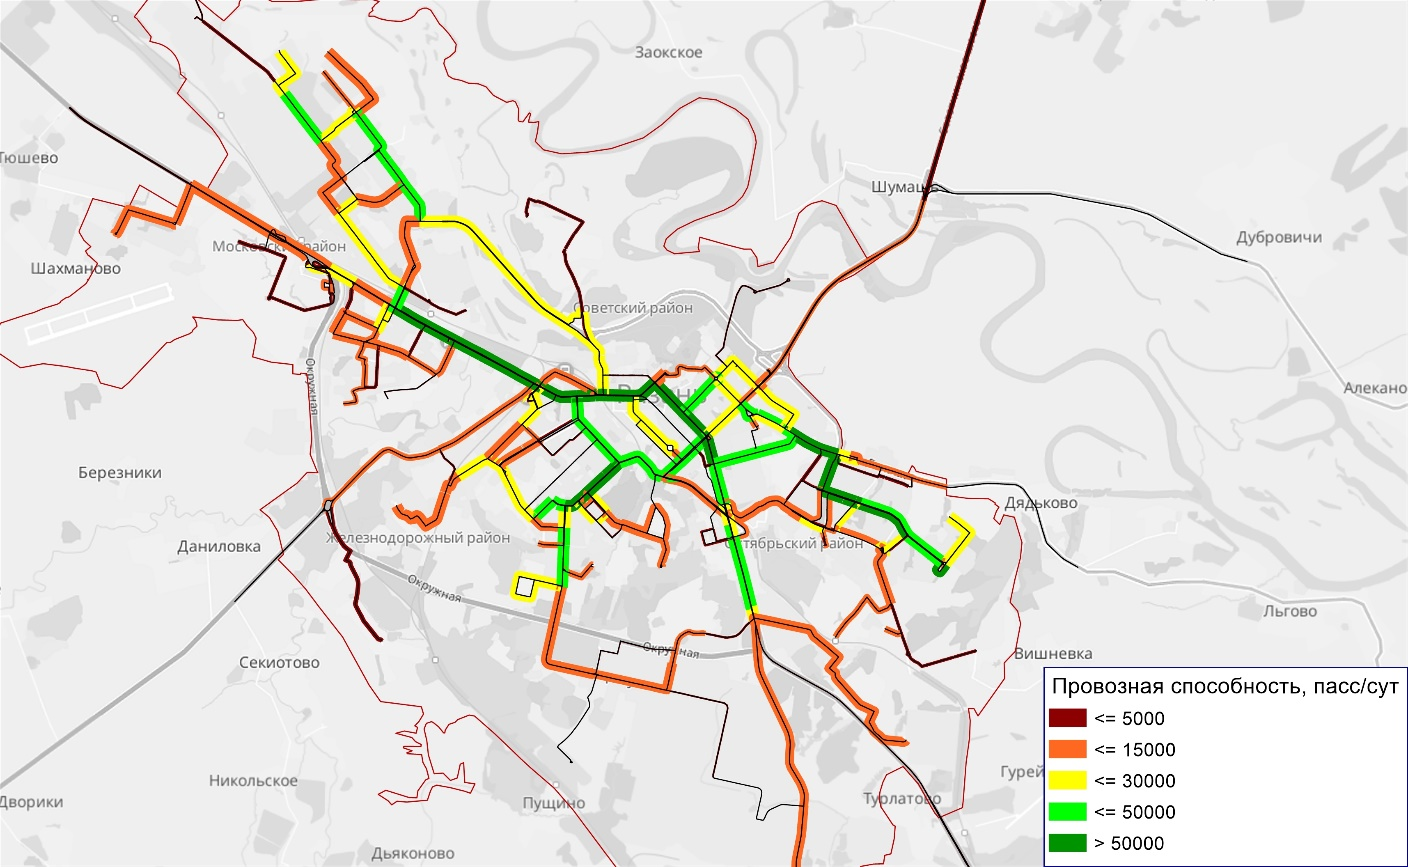 Заокское
Тюшево
Дубровичи
Московский район
Шахманово
Советский район
Окружная
Алекано
Березники
Дядьково
Железнодорожный район
Октябрьский район
Даниловка
Окружная
Льгово
Окружная
Вишневка
Секиотово
Провозная способность, пасс/сут
<= 5000
<= 15000
<= 30000
<= 50000
> 50000
Никольское
Гурей
Дворики
Пущино
Турлатово
Дьяконово